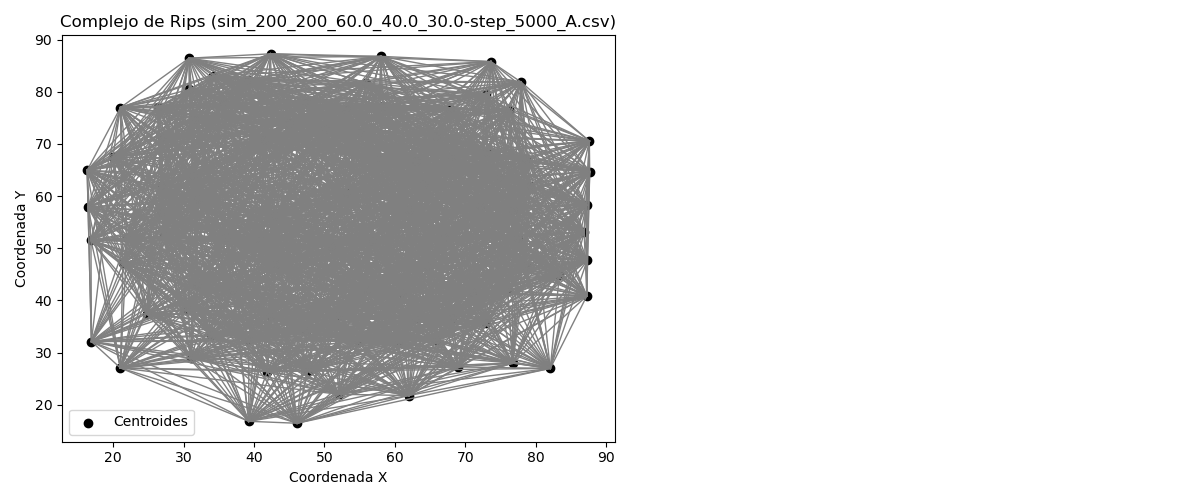 Complejo de Rips (sim_200_200_60.0_40.0_30.0-step_5000_A.csv)
90
80
70
60
50
40
30
20
Coordenada Y
Centroides
20 30 40 50 60 70 80 90
Coordenada X